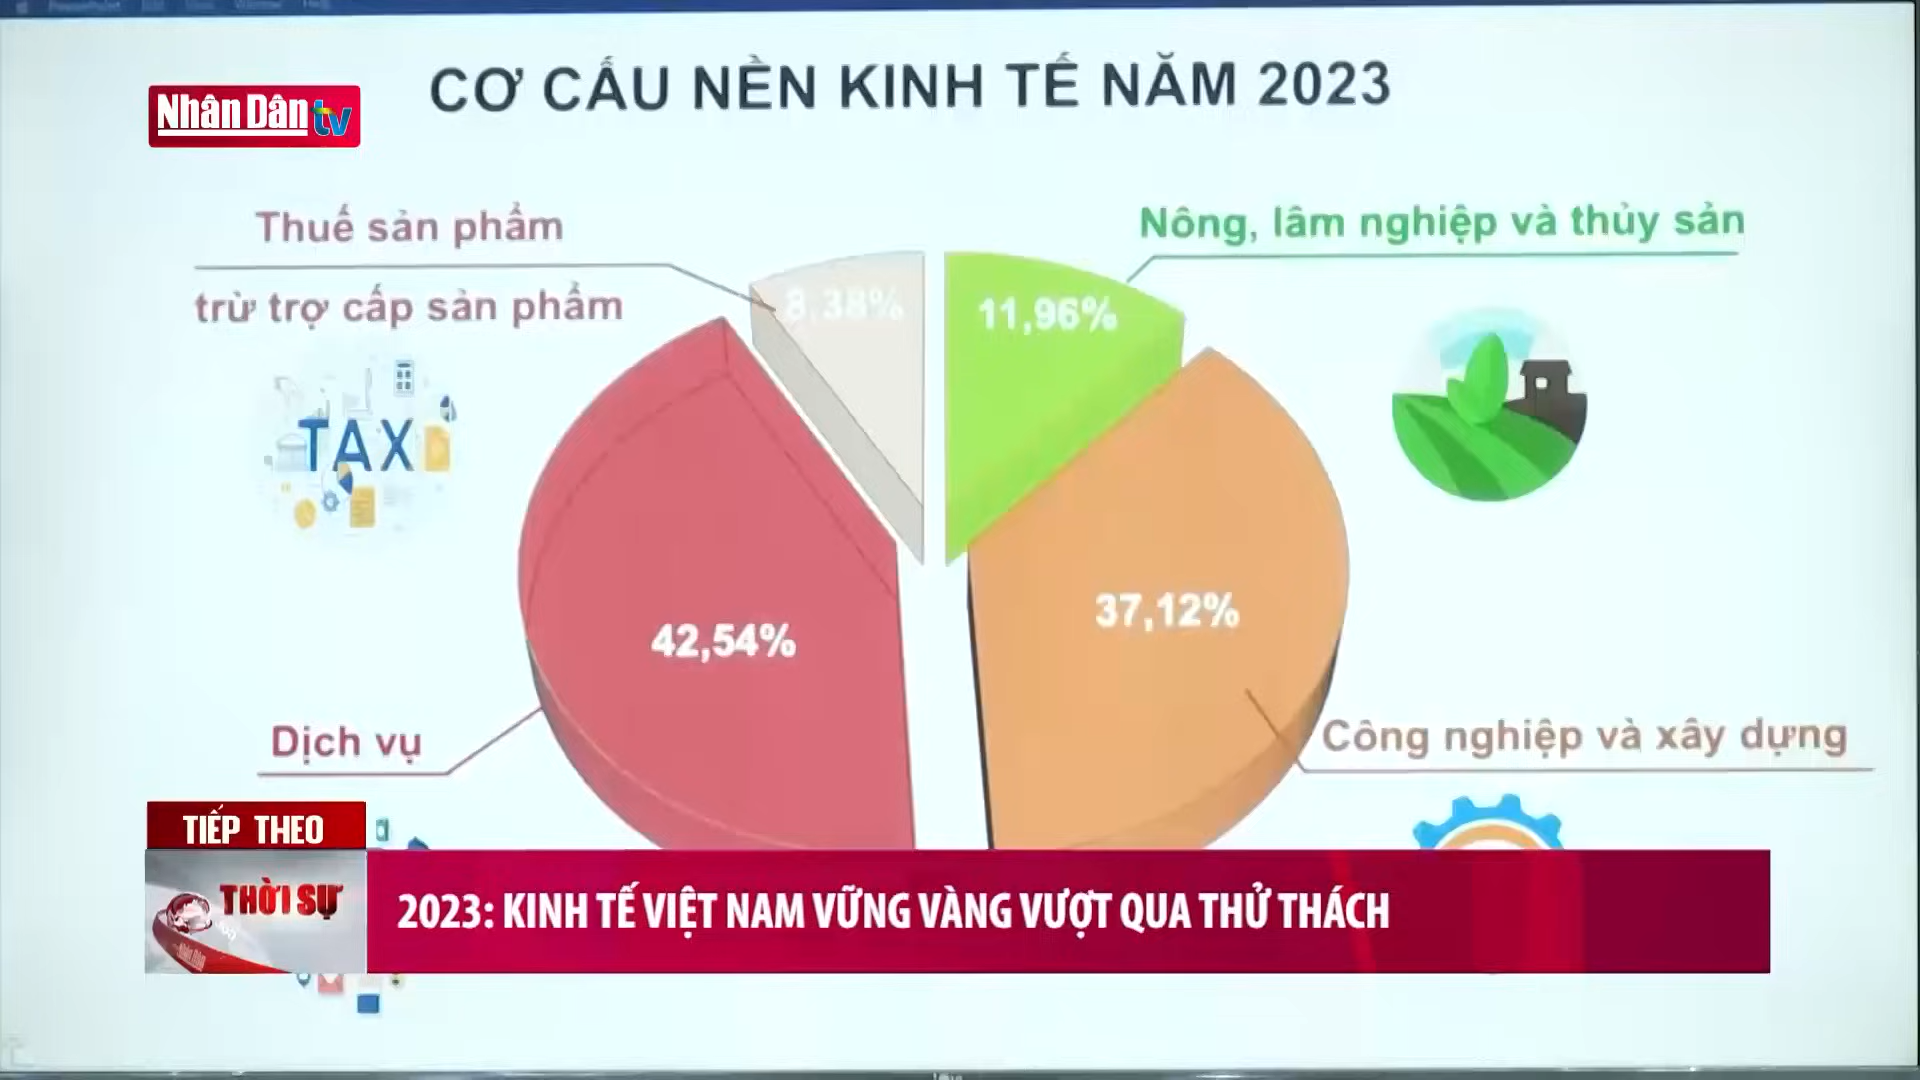 CƠ CẤU NỀN KINH TẾ NĂM 2023
Nhân Dân tv
Thuế sản phẩm
trừ trợ cấp sản phẩm
Nông, lâm nghiệp và thủy sản
8,38%
11,96%
TAX
42,54%
37,12%
Dịch vụ
Công nghiệp và xây dựng
TIẾP THEO
THỜI SỰ
Nhân Dân
2023: KINH TẾ VIỆT NAM VỮNG VÀNG VƯỢT QUA THỬ THÁCH